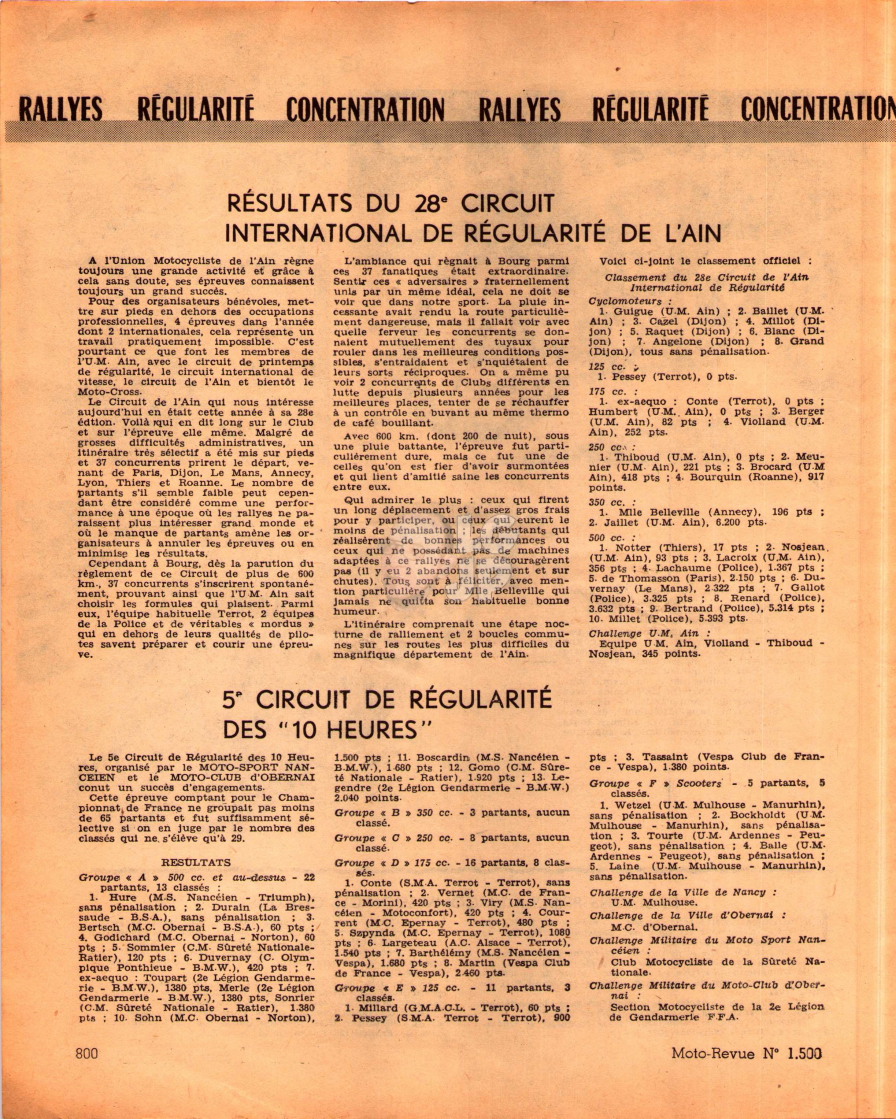 RALLYES RÉGULARITÉ CONCENTRATION RALLYES RÉGULARITÉ CONCENTRATION
RÉSULTATS DU 28e CIRCUIT
INTERNATIONAL DE RÉGULARITÉ DE L'AIN
A l'Union Motocycliste de l'Ain règne
toujours une grande activité et grâce à
cela sans doute, ses épreuves connaissent
toujours un grand succès.
Pour des organisateurs bénévoles, met-
tre sur pieds en dehors des occupations
professionnelles, 4 épreuves dans l'année
dont 2 internationales, cela représente un
travail pratiquement impossible. C'est
pourtant ce que font les membres de
l'U.M. Ain, avec le circuit de printemps
de régularité, le circuit international de
vitesse, le circuit de l'Ain et bientôt le
Moto-Cross.
Le Circuit de l'Ain qui nous intéresse
aujourd'hui en était cette année à sa 28e
édtion. Voilà qui en dit long sur le Club
et sur l'épreuve elle même. Malgré de
grosses difficultés administratives, un
itinéraire très sélectif a été mis sur pieds
et 37 concurrents prirent le départ, ve-
nant de Paris, Dijon, Le Mans, Annecy,
Lyon, Thiers et Roanne. Le nombre de
partants s'il semble faible peut cepen-
dant être considéré comme une perfor-
mance à une époque où les rallyes ne pa-
raissent plus intéresser grand monde et
où le manque de partants amène les or-
ganisateurs à annuler les épreuves ou en
minimise les résultats.
Cependant à Bourg, dès la parution du
règlement de ce Circuit de plus de 600
km., 37 concurrents s'inscrirent spontané-
ment, prouvant ainsi que l'U.M. Ain sait
choisir les formules qui plaisent. Parmi
eux, l'équipe habituelle Terrot, 2 équipes
de la Police et de véritables « mordus »
qui en dehors de leurs qualités de pilo-
tes savent préparer et courir une épreu-
ve.
L'ambiance qui règnait à Bourg parmi
ces 37 fanatiques était extraordinaire.
Sentir ces « adversaires » fraternellement
unis par un même idéal, cela ne doit se
voir que dans notre sport. La pluie in-
cessante avait rendu la route particuliè-
ment dangereuse, mais il fallait voir avec
quelle ferveur les concurrents se don-
naient mutuellement des tuyaux pour
rouler dans les meilleures conditions pos-
sibles, s'entraidaient et s'nquiétaient de
leurs sorts réciproques. On a même pu
voir 2 concurrents de Clubs différents en
lutte depuis plusieurs années pour les
meilleures places, tenter de se réchauffer
à un contrôle en buvant au même thermo
de café bouillant.
Avec 600 km. (dont 200 de nuit), sous
une pluie battante, l'épreuve fut parti-
culièrement dure, mais ce fut une de
celles qu'on est fier d'avoir surmontées
et qui lient d'amitié saine les concurrents
entre eux.
Qui admirer le plus : ceux qui firent
un long déplacement et d'assez gros frais
pour y participer, ou ceux qui eurent le
moins de pénalisation ; les débutants qui
réalisèrent de bonnes performances ou
ceux qui ne possédant pas de machines
adaptées à ce rallyes ne se découragèrent
pas (il y eu 2 abandons seulement et sur
chutes). Tous sont à féliciter, avec men-
tion particulière pour Mlle Belleville qui
jamais ne quitta son habituelle bonne
humeur.
L'itinéraire comprenait une étape noc-
turne de ralliement et 2 boucles commu-
nes sur les routes les plus difficiles du
magnifique département de l'Ain.
Voici ci-joint le classement officiel :
Classement du 28e Circuit de l'Ain
International de Régularité
Cyclomoteurs :
1. Guigue (U.M. Ain) ; 2. Baillet (U.M.
Ain) ; 3. Cazel (Dijon) ; 4. Millot (Di-
jon) ; 5. Raquet (Dijon) ; 6. Blanc (Di-
jon) ; 7. Angelone (Dijon) ; 8. Grand
(Dijon), tous sans pénalisation.
125 cc. :
1. Pessey (Terrot), 0 pts.
175 cc. :
1. ex-aequo : Conte (Terrot), 0 pts ;
Humbert (U.M. Ain), 0 pts ; 3. Berger
(U.M. Ain), 82 pts ; 4. Violland (U.M.
Ain), 252 pts.
250 cc. :
1. Thiboud (U.M. Ain), 0 pts ; 2. Meu-
nier (U.M. Ain), 221 pts ; 3. Brocard (U.M
Ain), 418 pts ; 4. Bourquin (Roanne), 917
points.
350 cc. :
1. Mlle Belleville (Annecy), 196 pts ;
2. Jaillet (U.M. Ain), 6.200 pts.
500 cc. :
1. Notter (Thiers), 17 pts ; 2. Nosjean
(U.M. Ain), 93 pts ; 3. Lacroix (U.M. Ain),
356 pts ; 4. Lachaume (Police), 1.367 pts ;
5. de Thomasson (Paris), 2.150 pts ; 6. Du-
vernay (Le Mans), 2.322 pts ; 7. Gallot
(Police), 3.325 pts ; 8. Renard (Police),
3.632 pts ; 9. Bertrand (Police), 5.314 pts ;
10. Millet (Police), 5.393 pts.
Challenge U.M. Ain :
Equipe U.M. Ain, Violland - Thiboud -
Nosjean, 345 points.
5e CIRCUIT DE RÉGULARITÉ
DES "10 HEURES"
Le 5e Circuit de Régularité des 10 Heu-
res, organisé par le MOTO-SPORT NAN-
CEIEN et le MOTO-CLUB d'OBERNAI
conut un succès d'engagements.
Cette épreuve comptant pour le Cham-
pionnat de France ne groupait pas moins
de 65 partants et fut suffisamment sé-
lective si on en juge par le nombre des
classés qui ne s'élève qu'à 29.
RESULTATS
Groupe « A » 500 cc. et au-dessus - 22
partants, 13 classés :
1. Hure (M.S. Nancéien - Triumph),
sans pénalisation ; 2. Durain (La Bres-
saude - B.S.A.), sans pénalisation ; 3.
Bertsch (M.C. Obernai - B.S.A.), 60 pts ;
4. Godichard (M.C. Obernai - Norton), 60
pts ; 5. Sommier (C.M. Sûreté Nationale-
Ratier), 120 pts ; 6. Duvernay (C. Olym-
pique Ponthieue - B.M.W.), 420 pts ; 7.
ex-aequo : Toupart (2e Légion Gendarme-
rie - B.M.W.), 1380 pts, Merle (2e Légion
Gendarmerie - B.M.W.), 1380 pts, Sonrier
(C.M. Sûreté Nationale - Ratier), 1.380
pts ; 10. Sohn (M.C. Obernai - Norton),
1.500 pts ; 11. Boscardin (M.S. Nancéien -
B.M.W.), 1.680 pts ; 12. Gomo (C.M. Sûre-
té Nationale - Ratier), 1.920 pts ; 13. Le-
gendre (2e Légion Gendarmerie - B.M.W.)
2.040 points.
Groupe « B » 350 cc. - 3 partants, aucun
classé.
Groupe « C » 250 cc. - 8 partants, aucun
classé.
Groupe « D » 175 cc. - 16 partants, 8 clas-
sés.
1. Conte (S.M.A. Terrot - Terrot), sans
pénalisation ; 2. Vernet (M.C. de Fran-
ce - Morini), 420 pts ; 3. Viry (M.S. Nan-
céien - Motoconfort), 420 pts ; 4. Cour-
rent (M.C. Epernay - Terrot), 480 pts ;
5. Szpynda (M.C. Epernay - Terrot), 1080
pts ; 6. Largeteau (A.C. Alsace - Terrot),
1.540 pts ; 7. Barthélémy (M.S. Nancéien -
Vespa), 1.680 pts ; 8. Martin (Vespa Club
de France - Vespa), 2.460 pts.
Groupe « E » 125 cc. - 11 partants, 3
classés.
1. Millard (G.M.A.C.L. - Terrot), 60 pts ;
2. Pessey (S.M.A. Terrot - Terrot), 900
pts ; 3. Tassaint (Vespa Club de Fran-
ce - Vespa), 1.380 points.
Groupe « F » Scooters - 5 partants, 5
classés.
1. Wetzel (U.M. Mulhouse - Manurhin),
sans pénalisation ; 2. Bockholdt (U.M.
Mulhouse - Manurhin), sans pénalisa-
tion ; 3. Tourte (U.M. Ardennes - Peu-
geot), sans pénalisation ; 4. Balle (U.M.
Ardennes - Peugeot), sans pénalisation ;
5. Laine (U.M. Mulhouse - Manurhin),
sans pénalisation.
Challenge de la Ville de Nancy :
U.M. Mulhouse.
Challenge de la Ville d'Obernai :
M.C. d'Obernai.
Challenge Militaire du Moto Sport Nan-
céien :
Club Motocycliste de la Sûreté Na-
tionale.
Challenge Militaire du Moto-Club d'Ober-
nai :
Section Motocycliste de la 2e Légion
de Gendarmerie F.F.A.
800
Moto-Revue N° 1.500